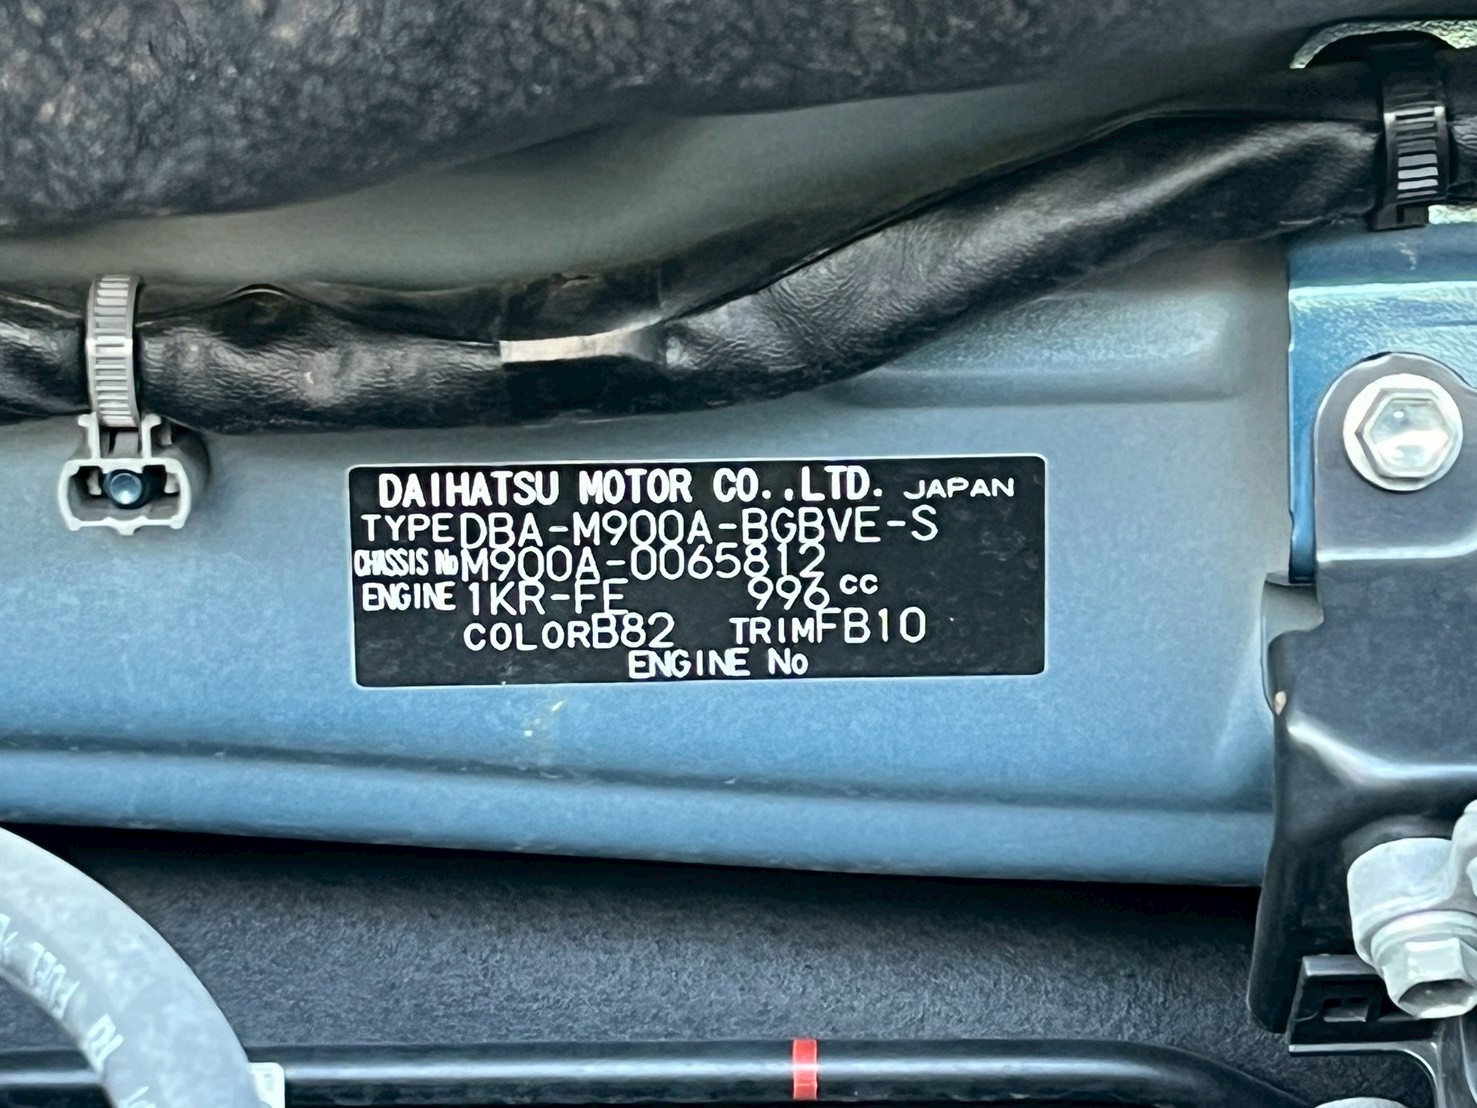 DAIHATSU MOTOR CO.,LTD. JAPAN
TYPE DBA-M900A-BGBVE-S
CHASSIS No M900A-0065812
ENGINE 1KR-FE 996 cc
COLOR B82 TRIM FB10
ENGINE No